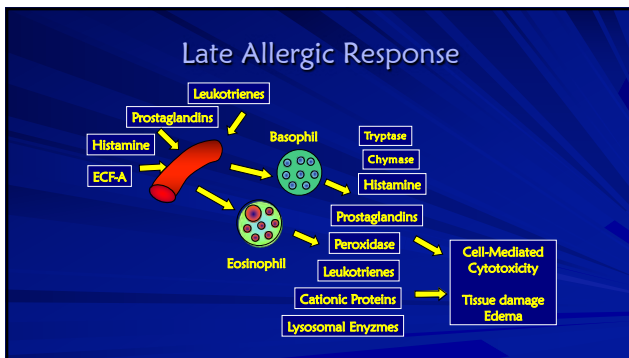 Late Allergic Response
Leukotrienes
Prostaglandins
Histamine
ECF-A
Basophil
Tryptase
Chymase
Histamine
Eosinophil
Prostaglandins
Peroxidase
Leukotrienes
Cationic Proteins
Lysosomal Enyzmes
Cell-Mediated
Cytotoxicity
Tissue damage
Edema